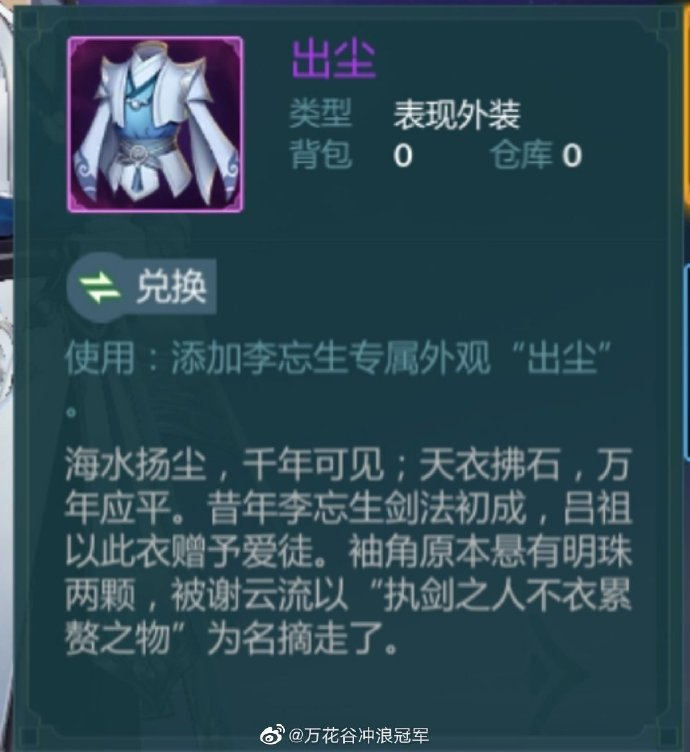 出尘
类型 表现外装
背包 0 仓库 0
兑换
使用：添加李忘生专属外观“出尘”
。
海水扬尘，千年可见；天衣拂石，万
年应平。昔年李忘生剑法初成，吕祖
以此衣赠予爱徒。袖角原本悬有明珠
两颗，被谢云流以“执剑之人不衣累
赘之物”为名摘走了。
@万花谷冲浪冠军